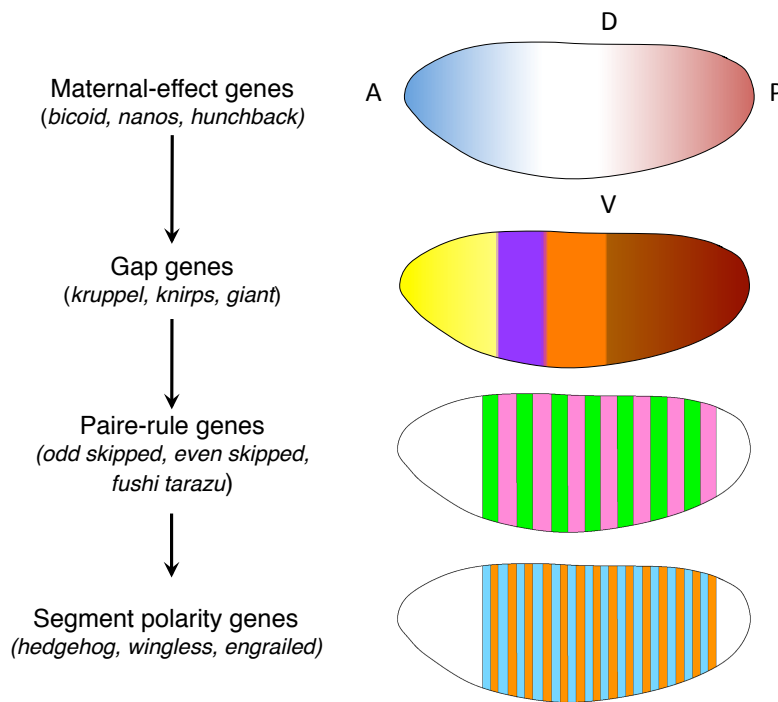 D
Maternal-effect genes
(bicoid, nanos, hunchback)
A
P
V
Gap genes
(kruppel, knirps, giant)
Paire-rule genes
(odd skipped, even skipped,
fushi tarazu)
Segment polarity genes
(hedgehog, wingless, engrailed)